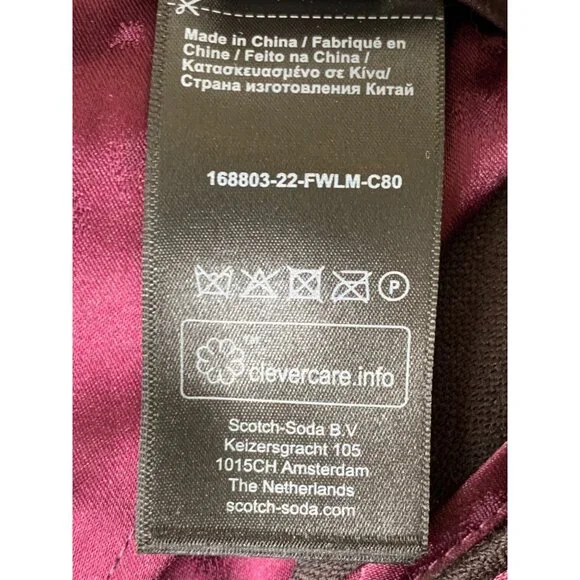 Made in China / Fabriqué en
Chine / Feito na China /
Κατασκευασμένο σε Κίνα/
Страна изготовления Китай
168803-22-FWLM-C80
P
TM
clevercare.info
Scotch-Soda B.V
Keizersgracht 105
1015CH Amsterdam
The Netherlands
scotch-soda.com